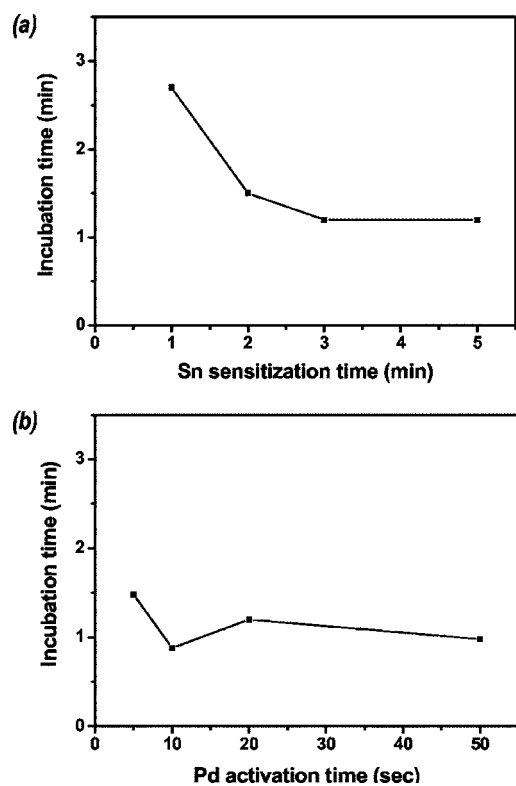 (a)
Incubation time (min)
3
2
1
0
0 1 2 3 4 5
Sn sensitization time (min)
(b)
Incubation time (min)
3
2
1
0
0 10 20 30 40 50
Pd activation time (sec)